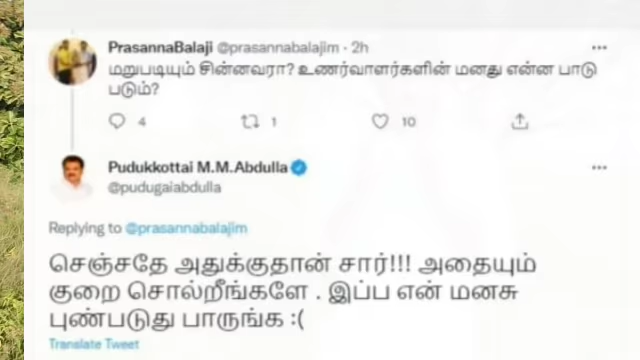 PrasannaBalaji @prasannabalajim · 2h
மறுபடியும் சின்னவரா? உணர்வாளர்களின் மனது என்ன பாடு
படும்?
4 1 10
Pudukkottai M.M.Abdulla
@pudugaiabdulla
Replying to @prasannabalajim
செஞ்சதே அதுக்குதான் சார்!!! அதையும்
குறை சொல்றீங்களே . இப்ப என் மனசு
புண்படுது பாருங்க :(
Translate Tweet